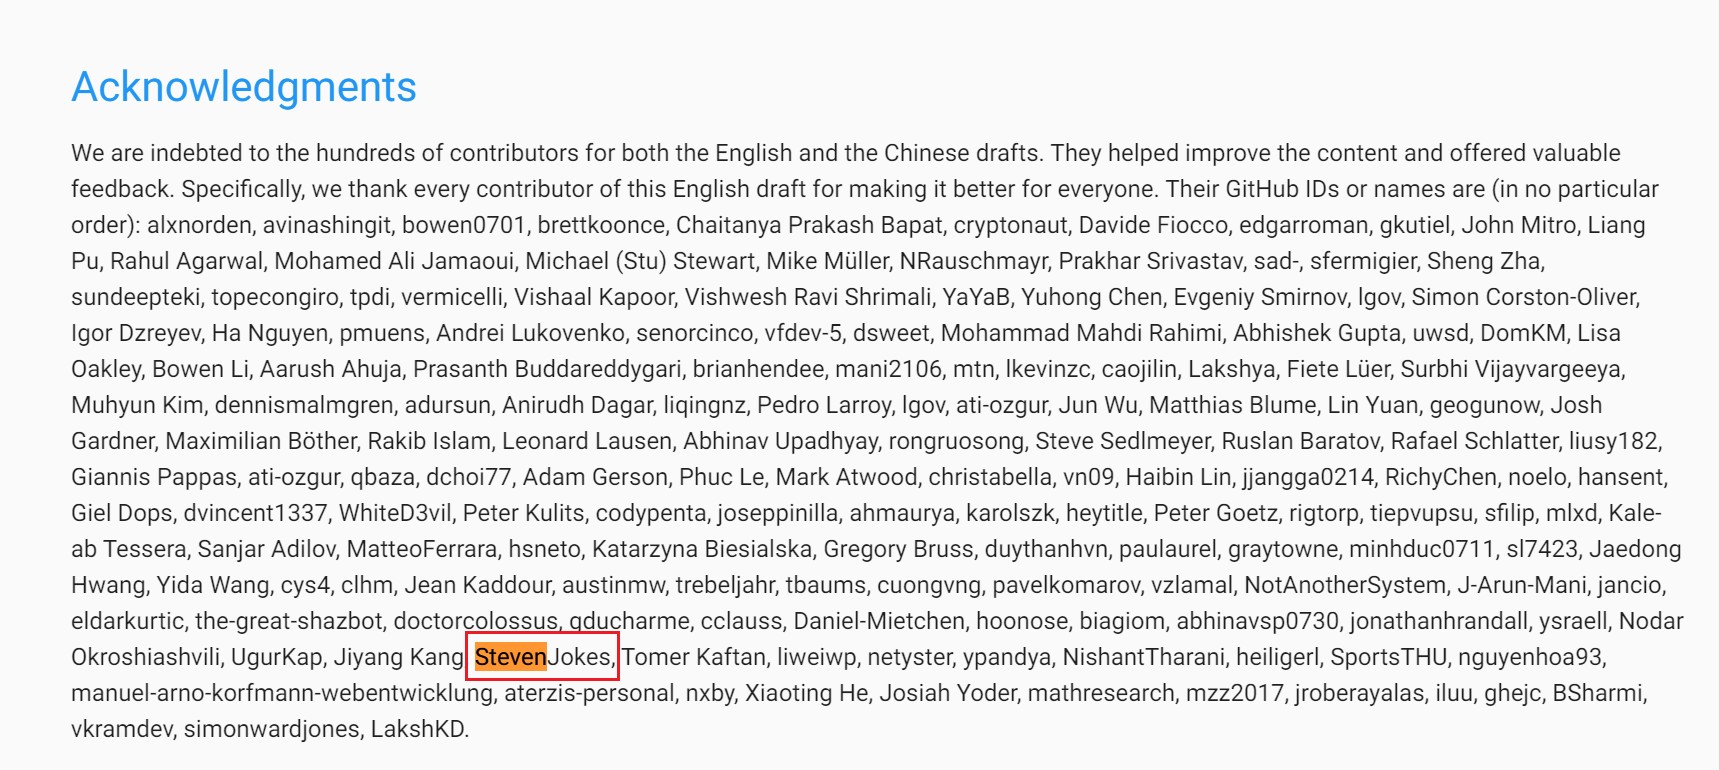 Acknowledgments
We are indebted to the hundreds of contributors for both the English and the Chinese drafts. They helped improve the content and offered valuable
feedback. Specifically, we thank every contributor of this English draft for making it better for everyone. Their GitHub IDs or names are (in no particular
order): alxnorden, avinashingit, bowen0701, brettkoonce, Chaitanya Prakash Bapat, cryptonaut, Davide Fiocco, edgarroman, gkutiel, John Mitro, Liang
Pu, Rahul Agarwal, Mohamed Ali Jamaoui, Michael (Stu) Stewart, Mike Müller, NRauschmayr, Prakhar Srivastav, sad-, sfermigier, Sheng Zha,
sundeepteki, topecongiro, tpdi, vermicelli, Vishaal Kapoor, Vishwesh Ravi Shrimali, YaYaB, Yuhong Chen, Evgeniy Smirnov, lgov, Simon Corston-Oliver,
Igor Dzreyev, Ha Nguyen, pmuens, Andrei Lukovenko, senorcinco, vfdev-5, dsweet, Mohammad Mahdi Rahimi, Abhishek Gupta, uwsd, DomKM, Lisa
Oakley, Bowen Li, Aarush Ahuja, Prasanth Buddareddygari, brianhendee, mani2106, mtn, lkevinzc, caojilin, Lakshya, Fiete Lüer, Surbhi Vijayvargeeya,
Muhyun Kim, dennismalmgren, adursun, Anirudh Dagar, liqingnz, Pedro Larroy, lgov, ati-ozgur, Jun Wu, Matthias Blume, Lin Yuan, geogunow, Josh
Gardner, Maximilian Böther, Rakib Islam, Leonard Lausen, Abhinav Upadhyay, rongruosong, Steve Sedlmeyer, Ruslan Baratov, Rafael Schlatter, liusy182,
Giannis Pappas, ati-ozgur, qbaza, dchoi77, Adam Gerson, Phuc Le, Mark Atwood, christabella, vn09, Haibin Lin, jjangga0214, RichyChen, noelo, hansent,
Giel Dops, dvincent1337, WhiteD3vil, Peter Kulits, codypenta, joseppinilla, ahmaurya, karolszk, heytitle, Peter Goetz, rigtorp, tiepvupsu, sfilip, mlxd, Kale-
ab Tessera, Sanjar Adilov, MatteoFerrara, hsneto, Katarzyna Biesialska, Gregory Bruss, duythanhvn, paulaurel, graytowne, minhduc0711, sl7423, Jaedong
Hwang, Yida Wang, cys4, clhm, Jean Kaddour, austinmw, trebeljahr, tbaums, cuongvng, pavelkomarov, vzlamal, NotAnotherSystem, J-Arun-Mani, jancio,
eldarkurtic, the-great-shazbot, doctorcolossus, gducharme, cclauss, Daniel-Mietchen, hoonose, biagiom, abhinavsp0730, jonathanhrandall, ysraell, Nodar
Okroshiashvili, UgurKap, Jiyang Kang, StevenJokes, Tomer Kaftan, liweiwp, netyster, ypandya, NishantTharani, heiligerl, SportsTHU, nguyenhoa93,
manuel-arno-korfmann-webentwicklung, aterzis-personal, nxby, Xiaoting He, Josiah Yoder, mathresearch, mzz2017, jroberayalas, iluu, ghejc, BSharmi,
vkramdev, simonwardjones, LakshKD.